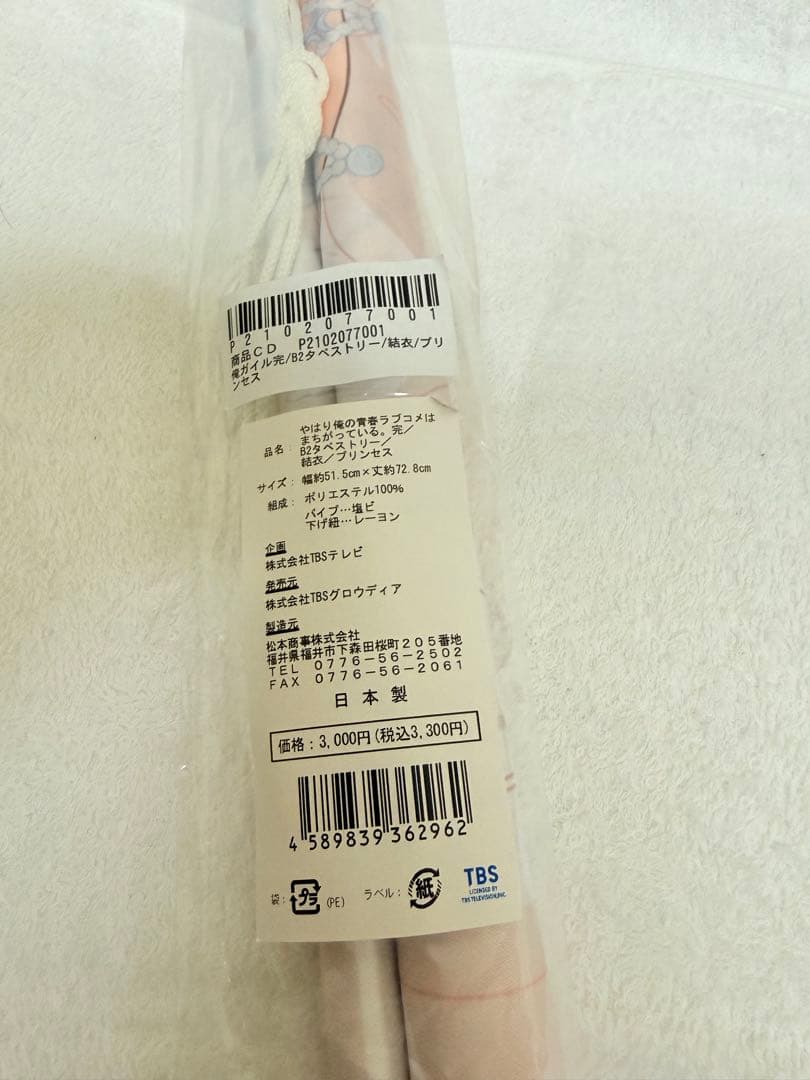 P2102077001
商品CD P2102077001
俺ガイル完/B2タペストリー/結衣/プリ
ンセス
品名: やはり俺の青春ラブコメは
まちがっている。完/
B2タペストリー/
結衣/プリンセス
サイズ: 幅約51.5cm×丈約72.8cm
組成: ポリエステル100%
パイプ…塩ビ
下げ紐…レーヨン
企画
株式会社TBSテレビ
発売元
株式会社TBSグロウディア
製造元
松本商事株式会社
福井県福井市下森田桜町205番地
TEL 0776-56-2502
FAX 0776-56-2061
日本製
価格:3,000円(税込3,300円)
4 589839 362962
袋: プラ (PE) ラベル: 紙 TBS
LICENSED BY
TBS TELEVISION,INC.